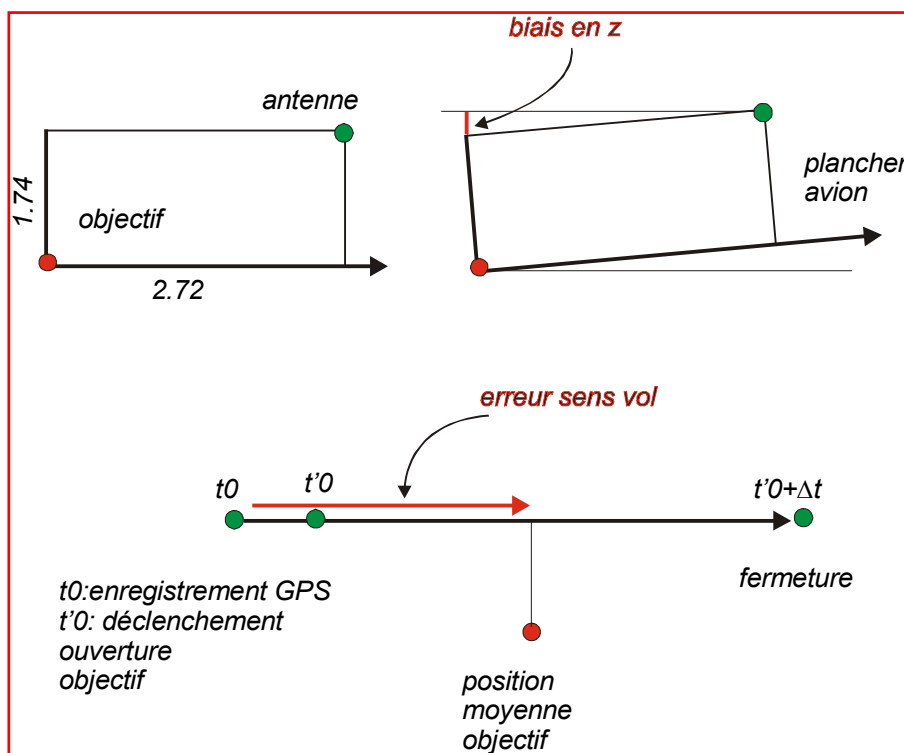 biais en z
antenne
1.74
objectif
2.72
plancher
avion
erreur sens vol
t0
t'0
t'0+Δt
t0:enregistrement GPS
t'0: déclenchement
ouverture
objectif
fermeture
position
moyenne
objectif